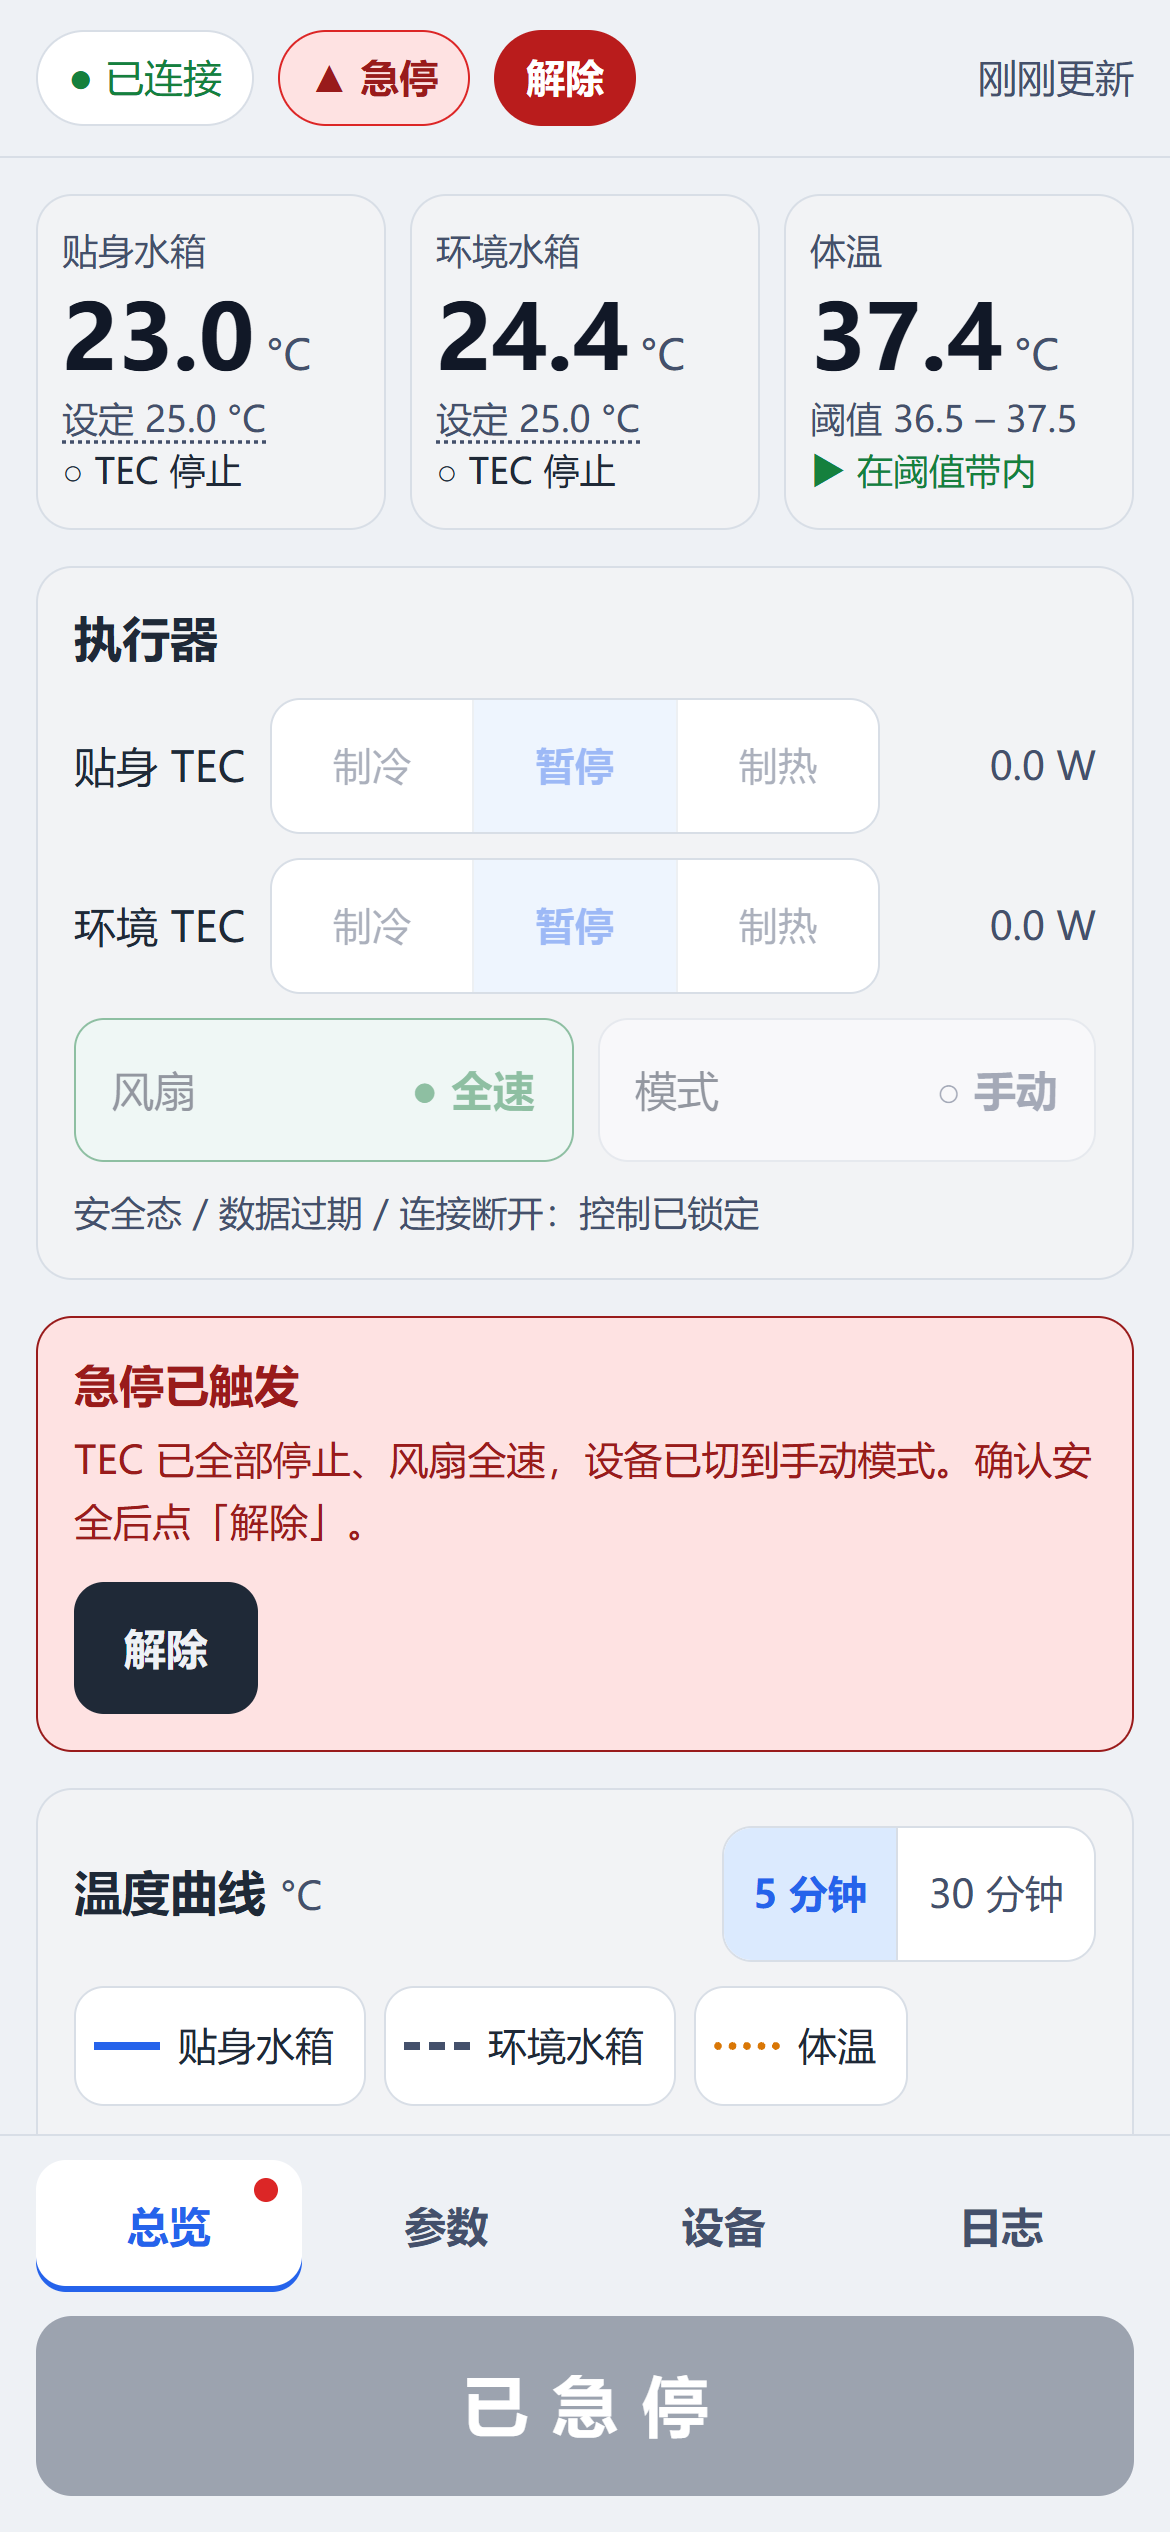 ● 已连接 ▲ 急停 解除 刚刚更新
贴身水箱 环境水箱 体温
23.0 °C 24.4 °C 37.4 °C
设定 25.0 °C 设定 25.0 °C 阈值 36.5 – 37.5
○ TEC 停止 ○ TEC 停止 ▶ 在阈值带内
执行器
贴身 TEC 制冷 暂停 制热 0.0 W
环境 TEC 制冷 暂停 制热 0.0 W
风扇 ● 全速 模式 ○ 手动
安全态 / 数据过期 / 连接断开：控制已锁定
急停已触发
TEC 已全部停止、风扇全速，设备已切到手动模式。确认安
全后点「解除」。
解除
温度曲线 °C 5 分钟 30 分钟
贴身水箱 环境水箱 体温
总览 参数 设备 日志
已急停